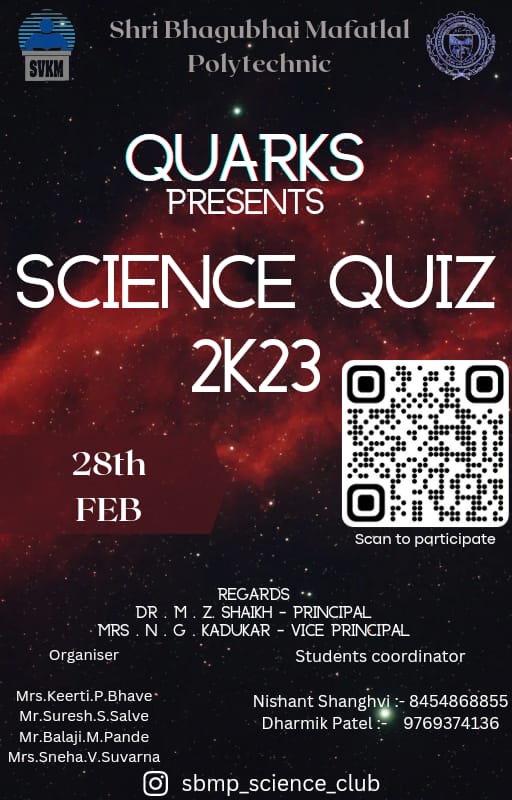 SVKM
Shri Bhagubhai Mafatlal
Polytechnic
QUARKS
PRESENTS
SCIENCE QUIZ
2K23
28th
FEB
Scan to participate
REGARDS
DR . M . Z. SHAIKH - PRINCIPAL
MRS . N . G . KADUKAR - VICE PRINCIPAL
Organiser
Mrs.Keerti.P.Bhave
Mr.Suresh.S.Salve
Mr.Balaji.M.Pande
Mrs.Sneha.V.Suvarna
Students coordinator
Nishant Shanghvi :- 8454868855
Dharmik Patel :- 9769374136
sbmp_science_club